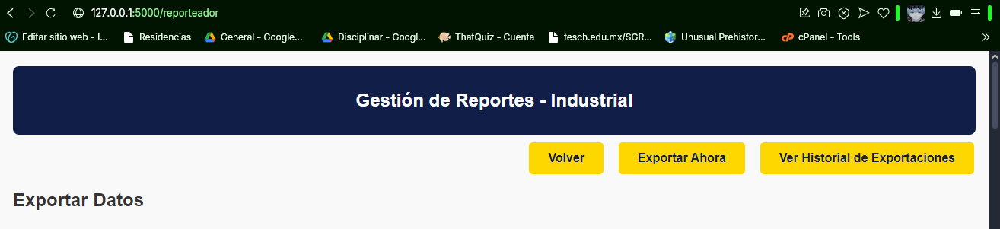 127.0.0.1:5000/reporteador
Editar sitio web - I... Residencias General - Google... Disciplinar - Googl... ThatQuiz - Cuenta tesch.edu.mx/SGR... Unusual Prehistor... cPanel - Tools
Gestión de Reportes - Industrial
Volver Exportar Ahora Ver Historial de Exportaciones
Exportar Datos